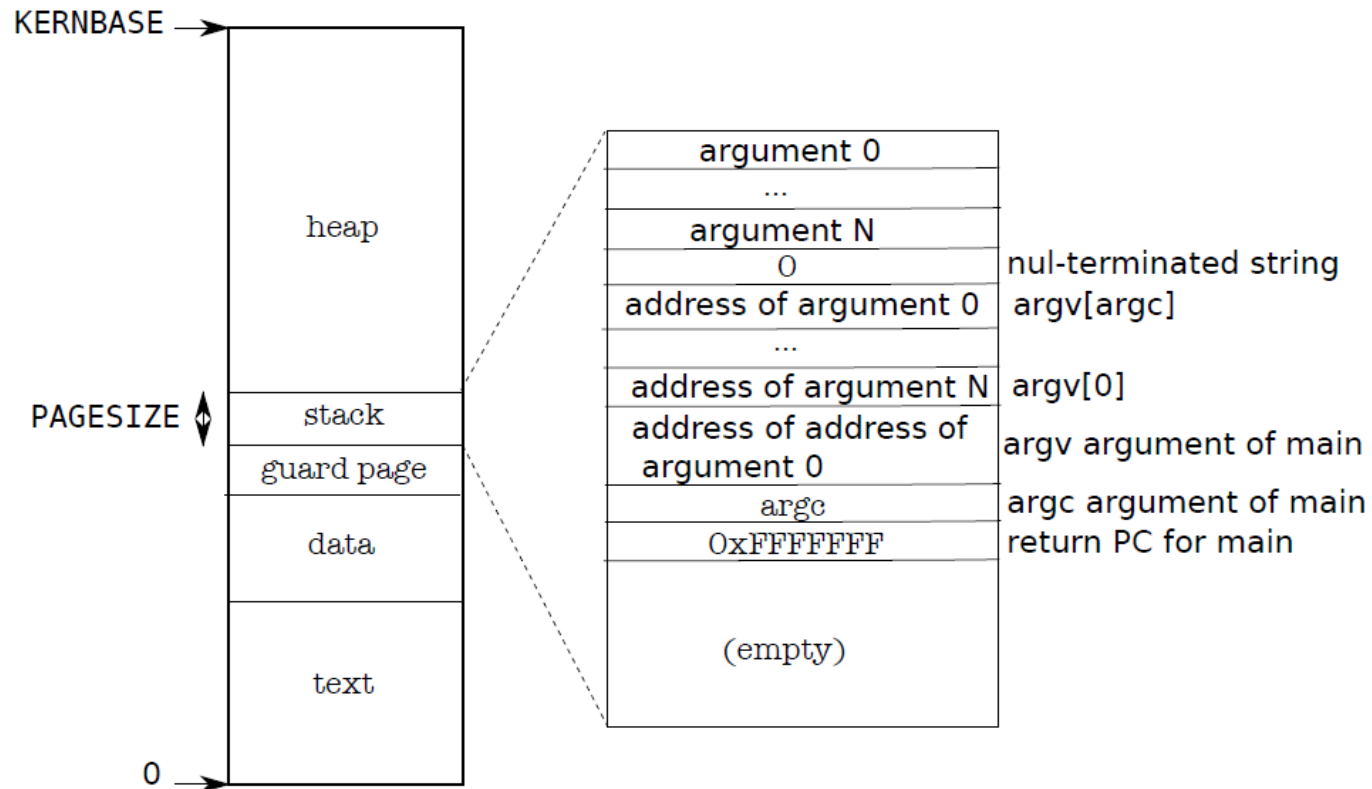 KERNBASE
heap
PAGESIZE
stack
guard page
data
text
0
argument 0
...
argument N
0
nul-terminated string
address of argument 0
argv[argc]
...
address of argument N
argv[0]
address of address of
argument 0
argv argument of main
argc
argc argument of main
0xFFFFFFF
return PC for main
(empty)